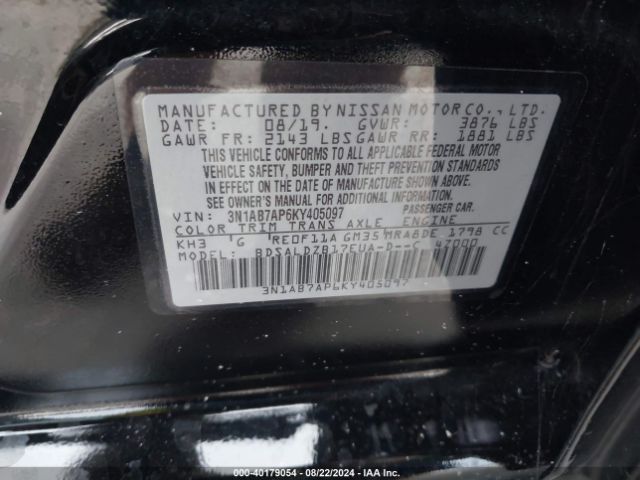 MANUFACTURED BY NISSAN MOTOR CO., LTD.
DATE: 08/19. GVWR: 3876 LBS
GAWR FR: 2143 LBS GAWR RR: 1881 LBS
THIS VEHICLE CONFORMS TO ALL APPLICABLE FEDERAL MOTOR
VEHICLE SAFETY, BUMPER, AND THEFT PREVENTION STANDARDS
IN EFFECT ON THE DATE OF MANUFACTURE SHOWN ABOVE.
SEE OWNER'S MANUAL FOR ADDITIONAL INFORMATION
VIN: 3N1AB7AP6KY405097 PASSENGER CAR.
COLOR TRIM TRANS AXLE ENGINE
KH3 G RE0F11A GM35 MRA8DE 1798 CC
MODEL: BDSALDZB17EUA-D--C 47000
3N1AB7AP6KY405097
000-40179054 - 08/22/2024 - IAA Inc.